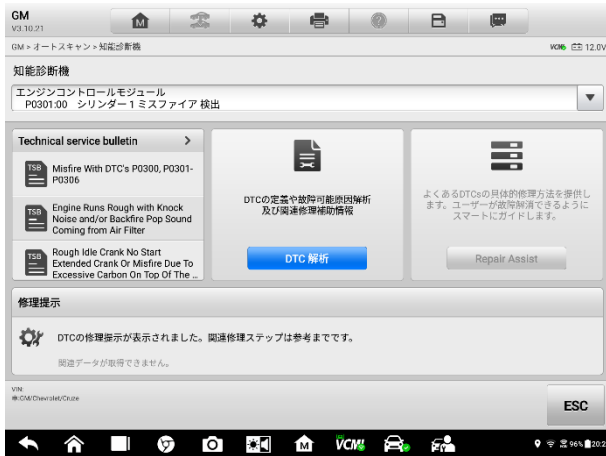 GM
V3.10.21
GM > オートスキャン > 知能診断機
VCMI 12.0V
知能診断機
エンジンコントロールモジュール
P0301:00 シリンダー 1 ミスファイア 検出
Technical service bulletin >
TSB
Misfire With DTC's P0300, P0301-
P0306
TSB
Engine Runs Rough with Knock
Noise and/or Backfire Pop Sound
Coming from Air Filter
TSB
Rough Idle Crank No Start
Extended Crank Or Misfire Due To
Excessive Carbon On Top Of The ...
DTCの定義や故障可能原因解析
及び関連修理補助情報
DTC 解析
よくあるDTCsの具体的修理方法を提供し
ます。ユーザーが故障解消できるように
スマートにガイドします。
Repair Assist
修理提示
DTCの修理提示が表示されました。関連修理ステップは参考までです。
関連データが取得できません。
VIN:
車:GM/Chevrolet/Cruze
ESC
M
VCMI
96%
20:2